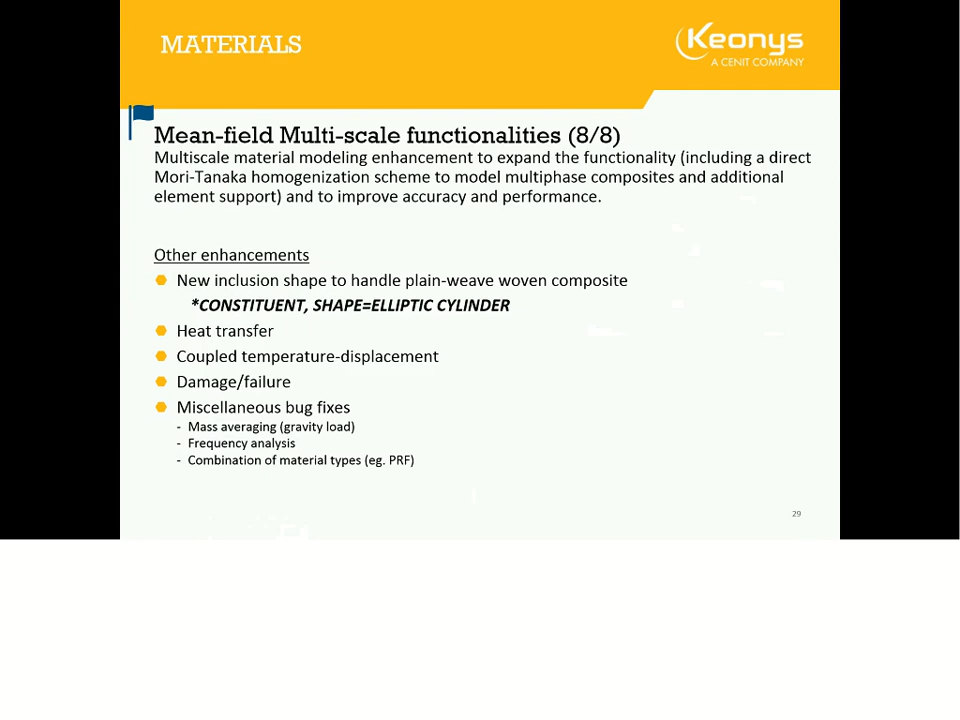 MATERIALS
Keonys
A CENIT COMPANY
Mean-field Multi-scale functionalities (8/8)
Multiscale material modeling enhancement to expand the functionality (including a direct
Mori-Tanaka homogenization scheme to model multiphase composites and additional
element support) and to improve accuracy and performance.
Other enhancements
New inclusion shape to handle plain-weave woven composite
*CONSTITUENT, SHAPE=ELLIPTIC CYLINDER
Heat transfer
Coupled temperature-displacement
Damage/failure
Miscellaneous bug fixes
- Mass averaging (gravity load)
- Frequency analysis
- Combination of material types (eg. PRF)
29